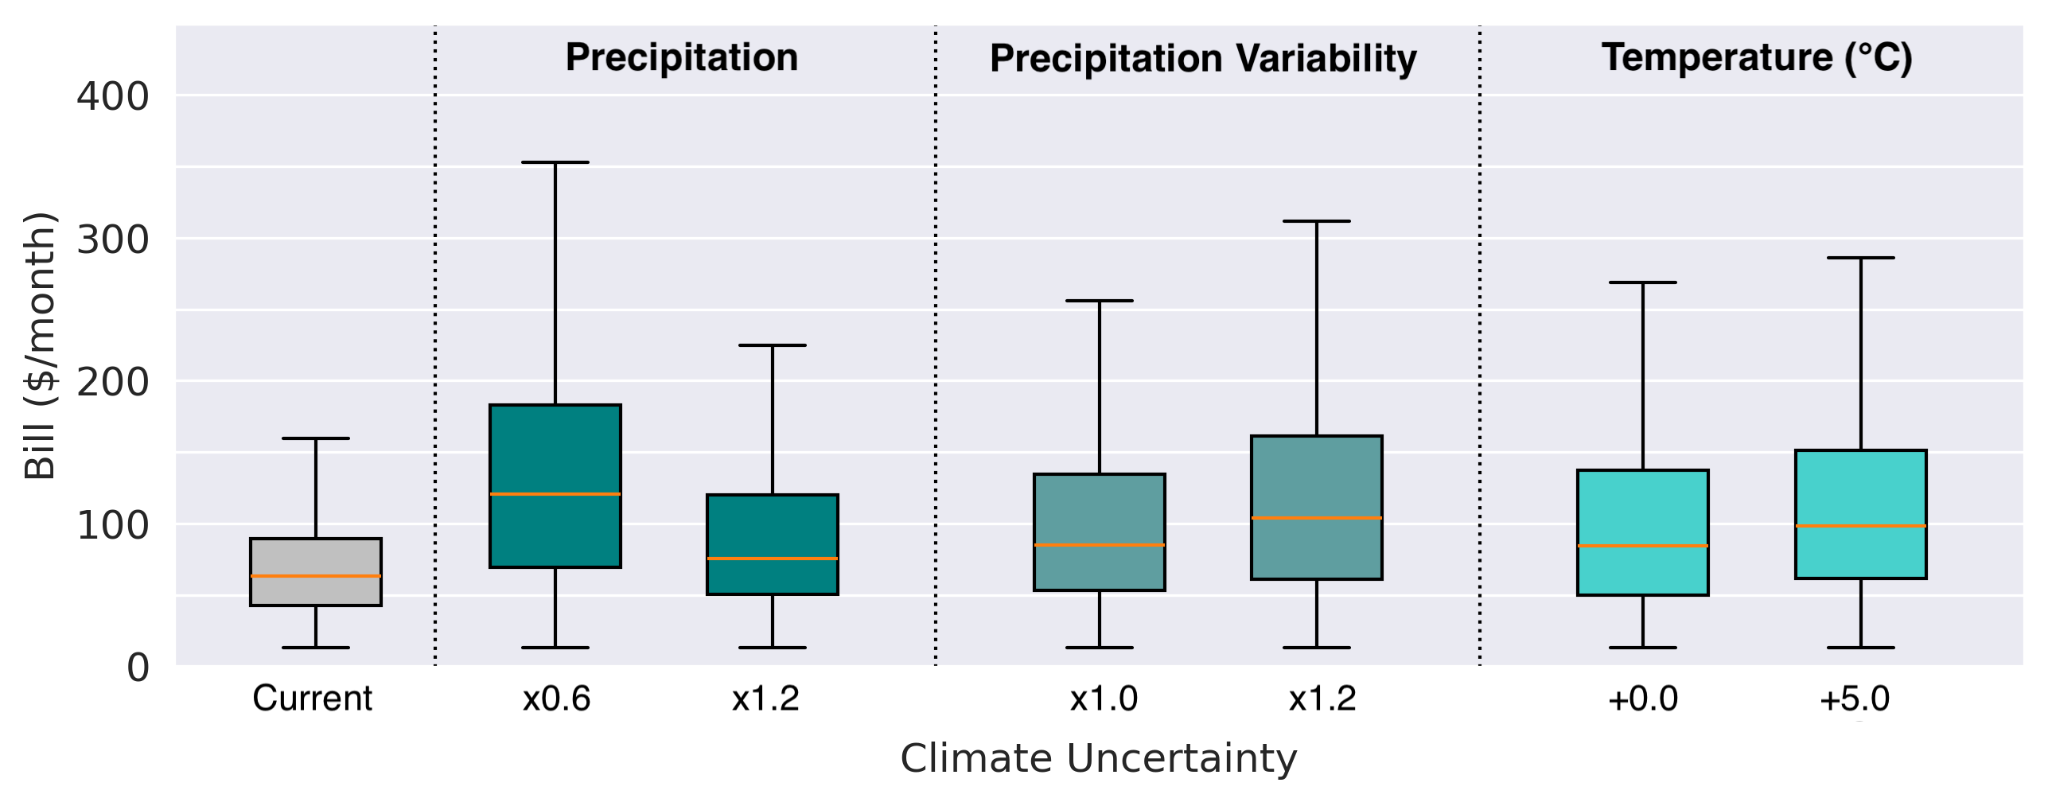 Precipitation
Precipitation Variability
Temperature (°C)
Bill ($/month)
400
300
200
100
0
Current
x0.6
x1.2
x1.0
x1.2
+0.0
+5.0
Climate Uncertainty